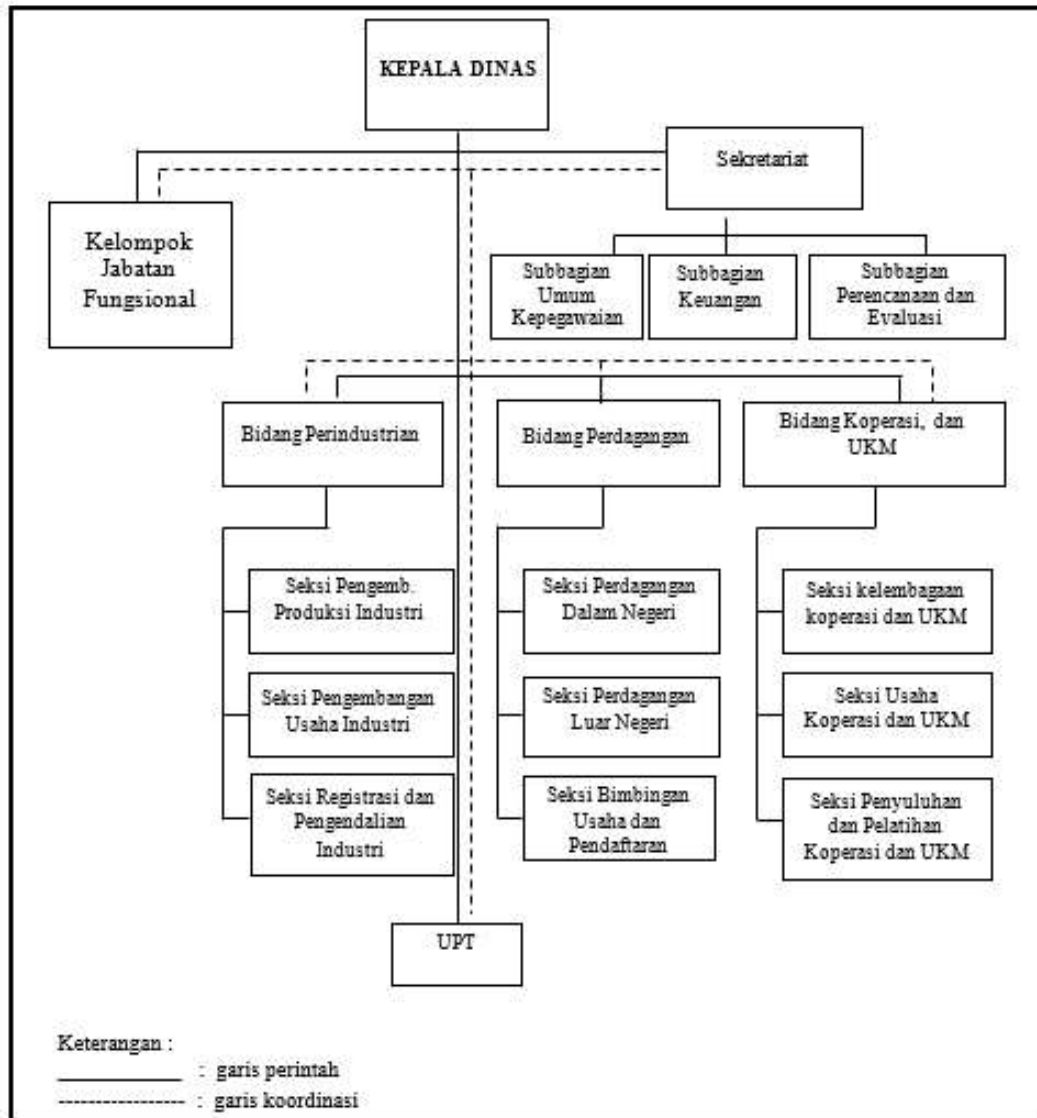 KEPALA DINAS
Sekretariat
Kelompok
Jabatan
Fungsional
Subbagian
Umum
Kepegawaian
Subbagian
Keuangan
Subbagian
Perencanaan dan
Evaluasi
Bidang Perindustrian
Bidang Perdagangan
Bidang Koperasi, dan
UKM
Seksi Pengemb.
Produksi Industri
Seksi Perdagangan
Dalam Negeri
Seksi kelembagaan
koperasi dan UKM
Seksi Pengembangan
Usaha Industri
Seksi Perdagangan
Luar Negeri
Seksi Usaha
Koperasi dan UKM
Seksi Registrasi dan
Pengendalian
Industri
Seksi Bimbingan
Usaha dan
Pendaftaran
Seksi Penyuluhan
dan Pelatihan
Koperasi dan UKM
UPT
Keterangan :
: garis perintah
: garis koordinasi